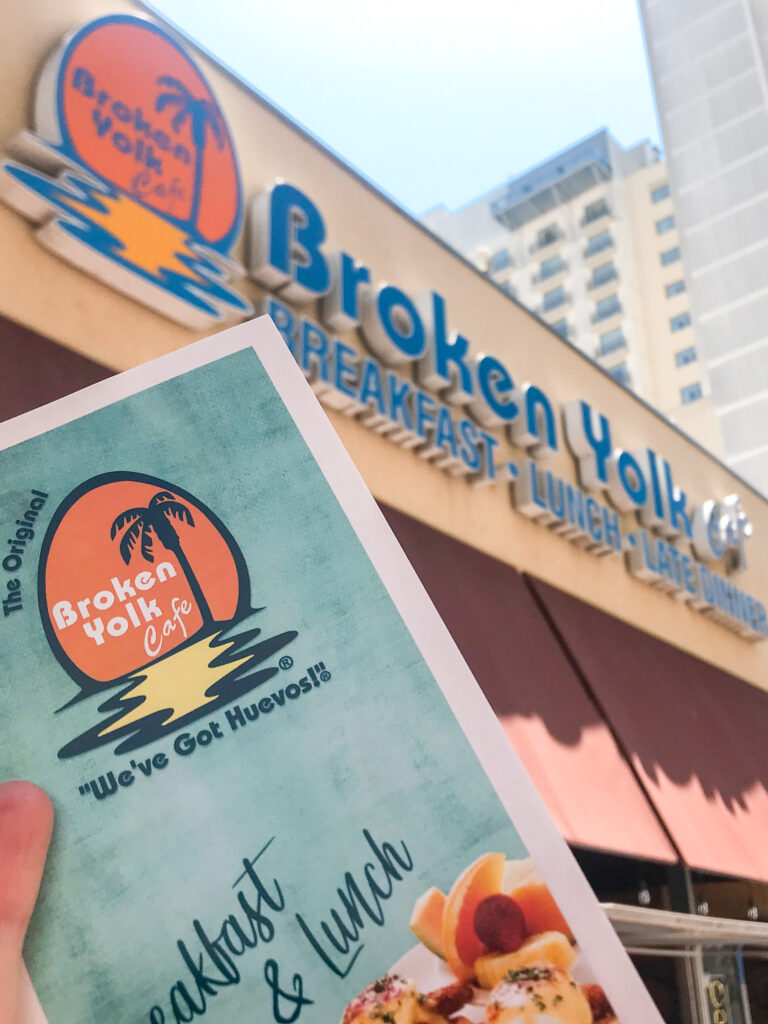 Broken
Yolk
Cafe
Broken Yolk Cafe
BREAKFAST • LUNCH • LATE DINNER
The Original
Broken
Yolk
Cafe
®
"We've Got Huevos!"®
eakfast
& Lunch